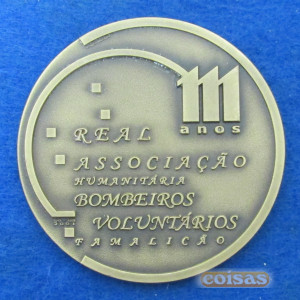 111
anos
REAL
ASSOCIAÇÃO
HUMANITÁRIA
BOMBEIROS
VOLUNTÁRIOS
FAMALICÃO
coisas